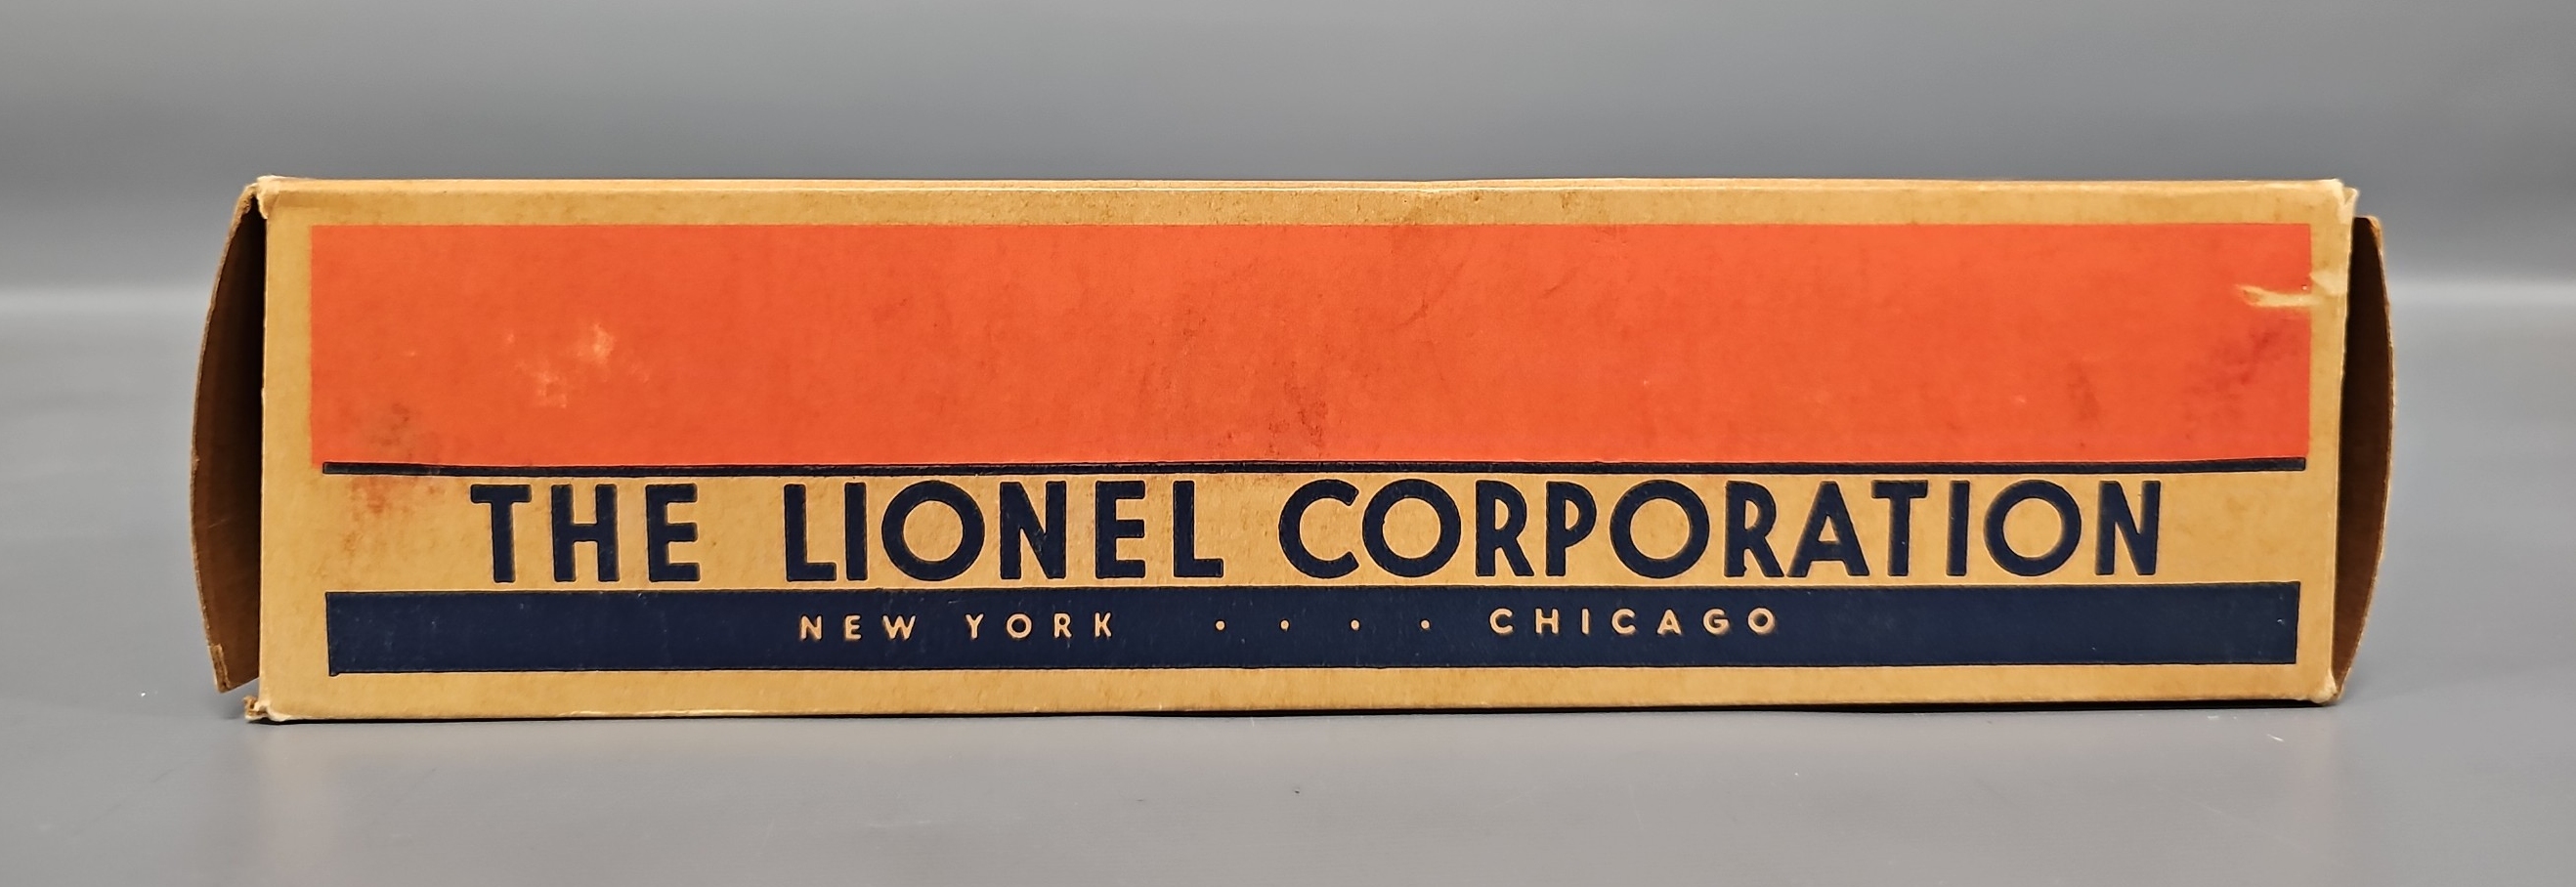 THE LIONEL CORPORATION
NEW YORK . . . . CHICAGO